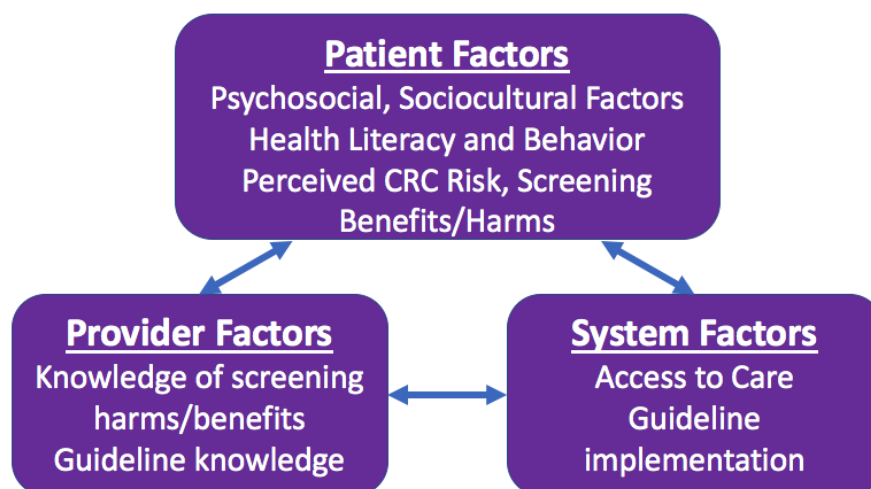 Patient Factors
Psychosocial, Sociocultural Factors
Health Literacy and Behavior
Perceived CRC Risk, Screening
Benefits/Harms
Provider Factors
Knowledge of screening
harms/benefits
Guideline knowledge
System Factors
Access to Care
Guideline
implementation